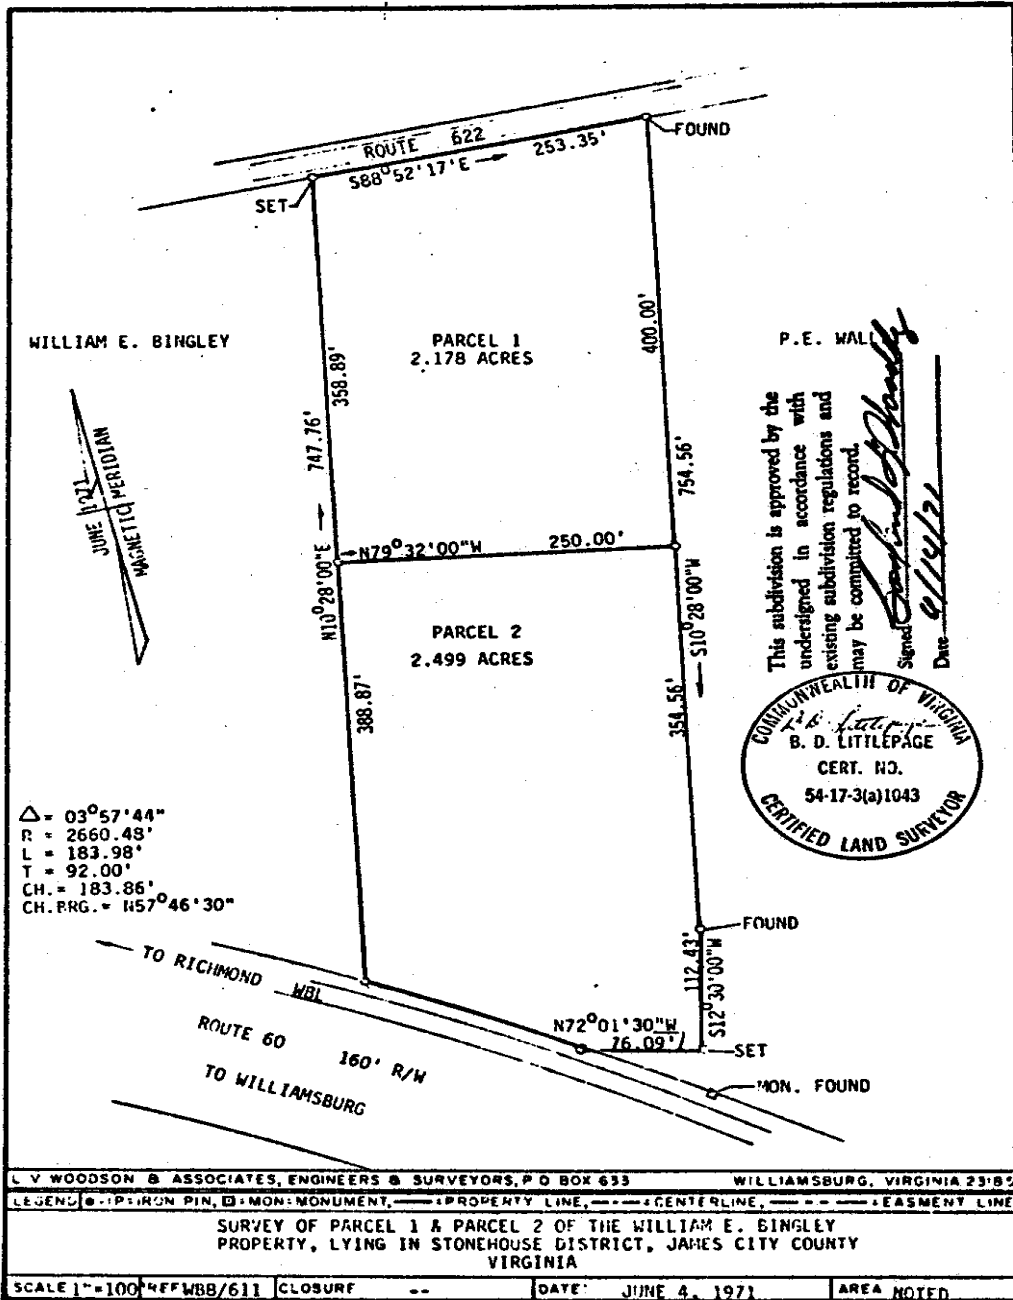 ROUTE 622
S88°52'17"E 253.35'
FOUND
SET
WILLIAM E. BINGLEY
P.E. WALL
PARCEL 1
2.178 ACRES
358.89'
747.76'
N10°28'00"E
400.00'
754.56'
JUNE 1971
MAGNETIC MERIDIAN
N79°32'00"W 250.00'
This subdivision is approved by the
undersigned in accordance with
existing subdivision regulations and
may be committed to record.
Signed
Date
PARCEL 2
2.499 ACRES
388.87'
S10°28'00"W
354.56'
COMMONWEALTH OF VIRGINIA
B. D. LITTLEPAGE
CERT. NO.
54-17-3(a)1043
CERTIFIED LAND SURVEYOR
Δ= 03°57'44"
R = 2660.48'
L = 183.98'
T = 92.00'
CH.= 183.86'
CH.BRG.= N57°46'30"
FOUND
112.43'
S12°30'00"W
TO RICHMOND
WBL
ROUTE 60 160' R/W
TO WILLIAMSBURG
N72°01'30"W
76.09'
SET
MON. FOUND
L V WOODSON & ASSOCIATES, ENGINEERS & SURVEYORS, P O BOX 633 WILLIAMSBURG, VIRGINIA 23185
LEGEND IP=IRON PIN, MON=MONUMENT, PROPERTY LINE, CENTERLINE, EASMENT LINE
SURVEY OF PARCEL 1 & PARCEL 2 OF THE WILLIAM E. BINGLEY
PROPERTY, LYING IN STONEHOUSE DISTRICT, JAMES CITY COUNTY
VIRGINIA
SCALE 1"=100' REF WBB/611 CLOSURE -- DATE: JUNE 4, 1971 AREA NOTED